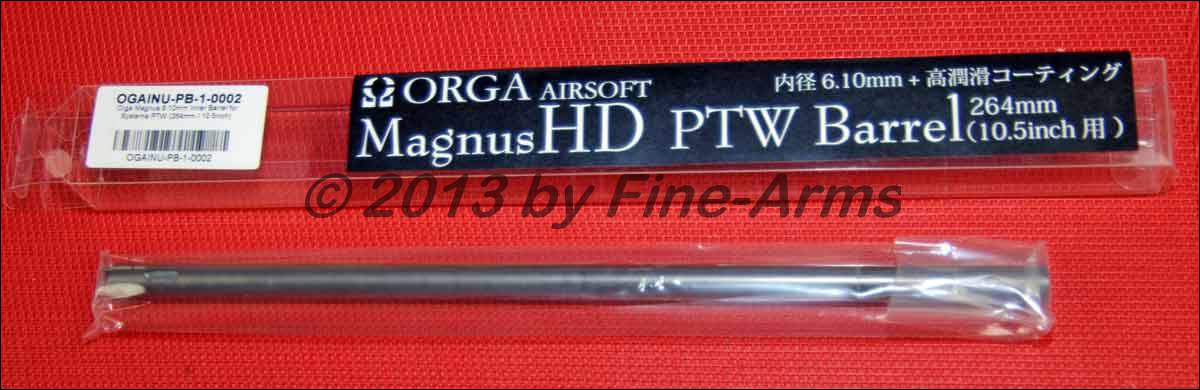 OGAINU-PB-1-0002
Orga Magnus 6.10mm Inner Barrel for
Systema PTW (264mm / 10.5inch)
OGAINU-PB-1-0002
Ω ORGA AIRSOFT
内径 6.10mm + 高潤滑コーティング
MagnusHD PTW Barrel 264mm
(10.5inch 用 )
© 2013 by Fine-Arms